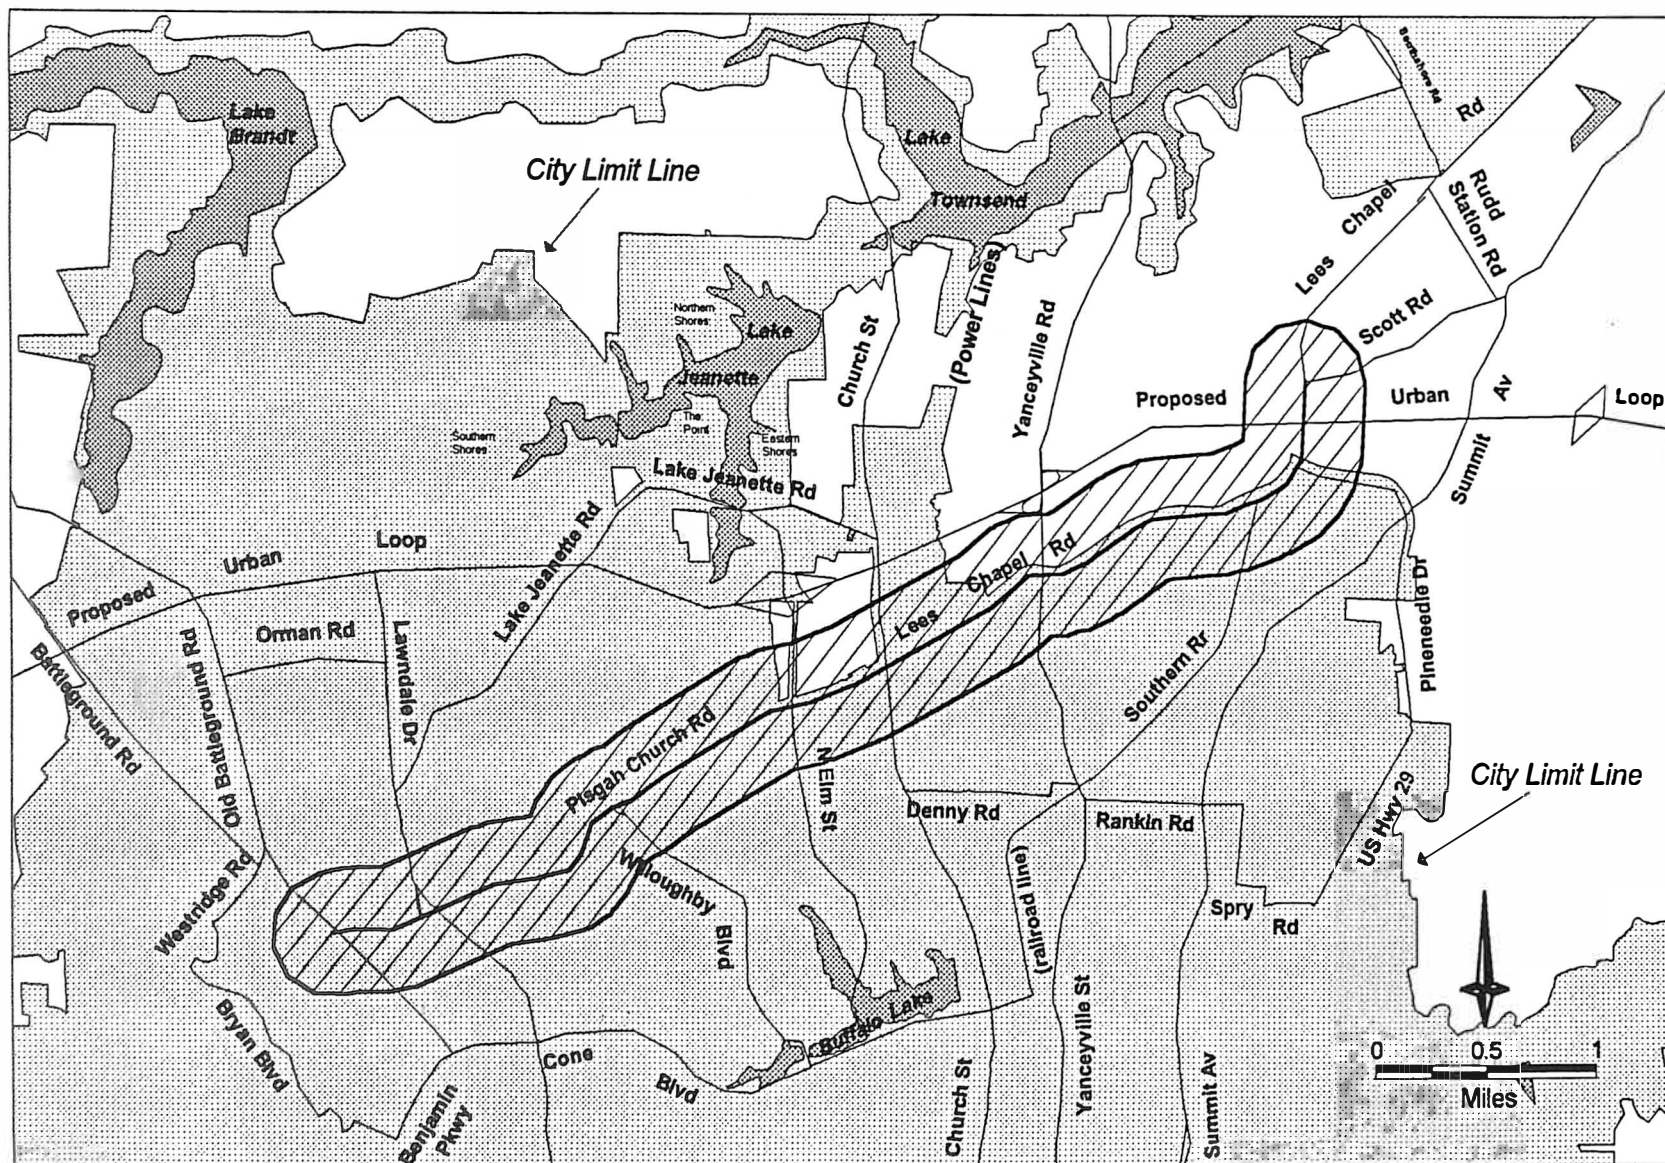 Southshore Rd
Rd
Lake
Brandt
Lake
City Limit Line
Rudd
Station Rd
Chapel
Townsend
(Power Lines)
Lees
Northern
Shores
Lake
Church St
Yanceyville Rd
Scott Rd
Jeanette
Proposed
Urban
Av
Loop
The
Point
Southern
Shores
Eastern
Shores
Lake Jeanette Rd
Summit
Lake Jeanette Rd
Loop
Urban
Proposed
Chapel
Rd
Lees
Pineneedle Dr
Orman Rd
Old Battleground Rd
Lawndale Dr
Battleground Rd
Southern Rr
Pisgah Church Rd
N Elm St
City Limit Line
US Hwy 29
Denny Rd
Rankin Rd
Westridge Rd
Willoughby
Blvd
(railroad line)
Spry
Rd
Bryan Blvd
Buffalo Lake
Cone
Blvd
Yanceyville St
Church St
Summit Av
Benjamin
Pkwy
0 0.5 1
Miles